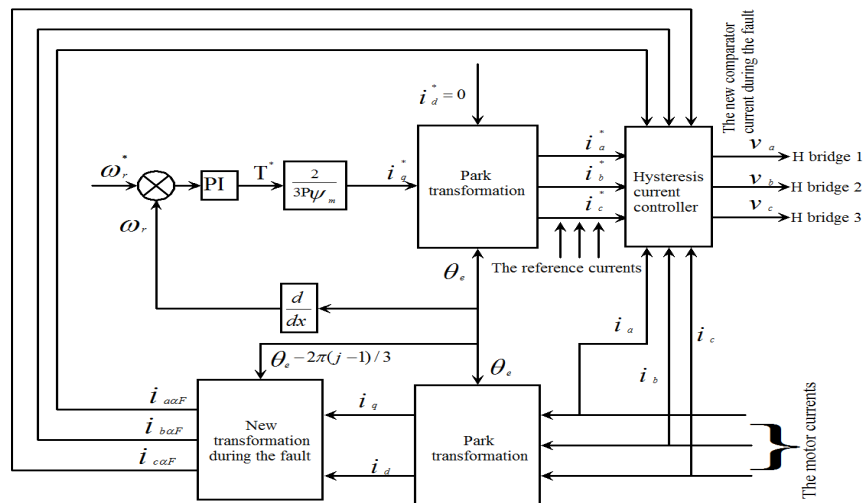 The new comparator
current during the fault
i*d = 0
ω*r
PI
T*
2
3Pψm
i*q
Park
transformation
i*a
i*b
i*c
The reference currents
Hysteresis
current
controller
va
vb
vc
H bridge 1
H bridge 2
H bridge 3
ωr
d
dx
θe
θe − 2π(j − 1) / 3
θe
ia
ib
ic
iaαF
ibαF
icαF
New
transformation
during the fault
iq
id
Park
transformation
The motor currents